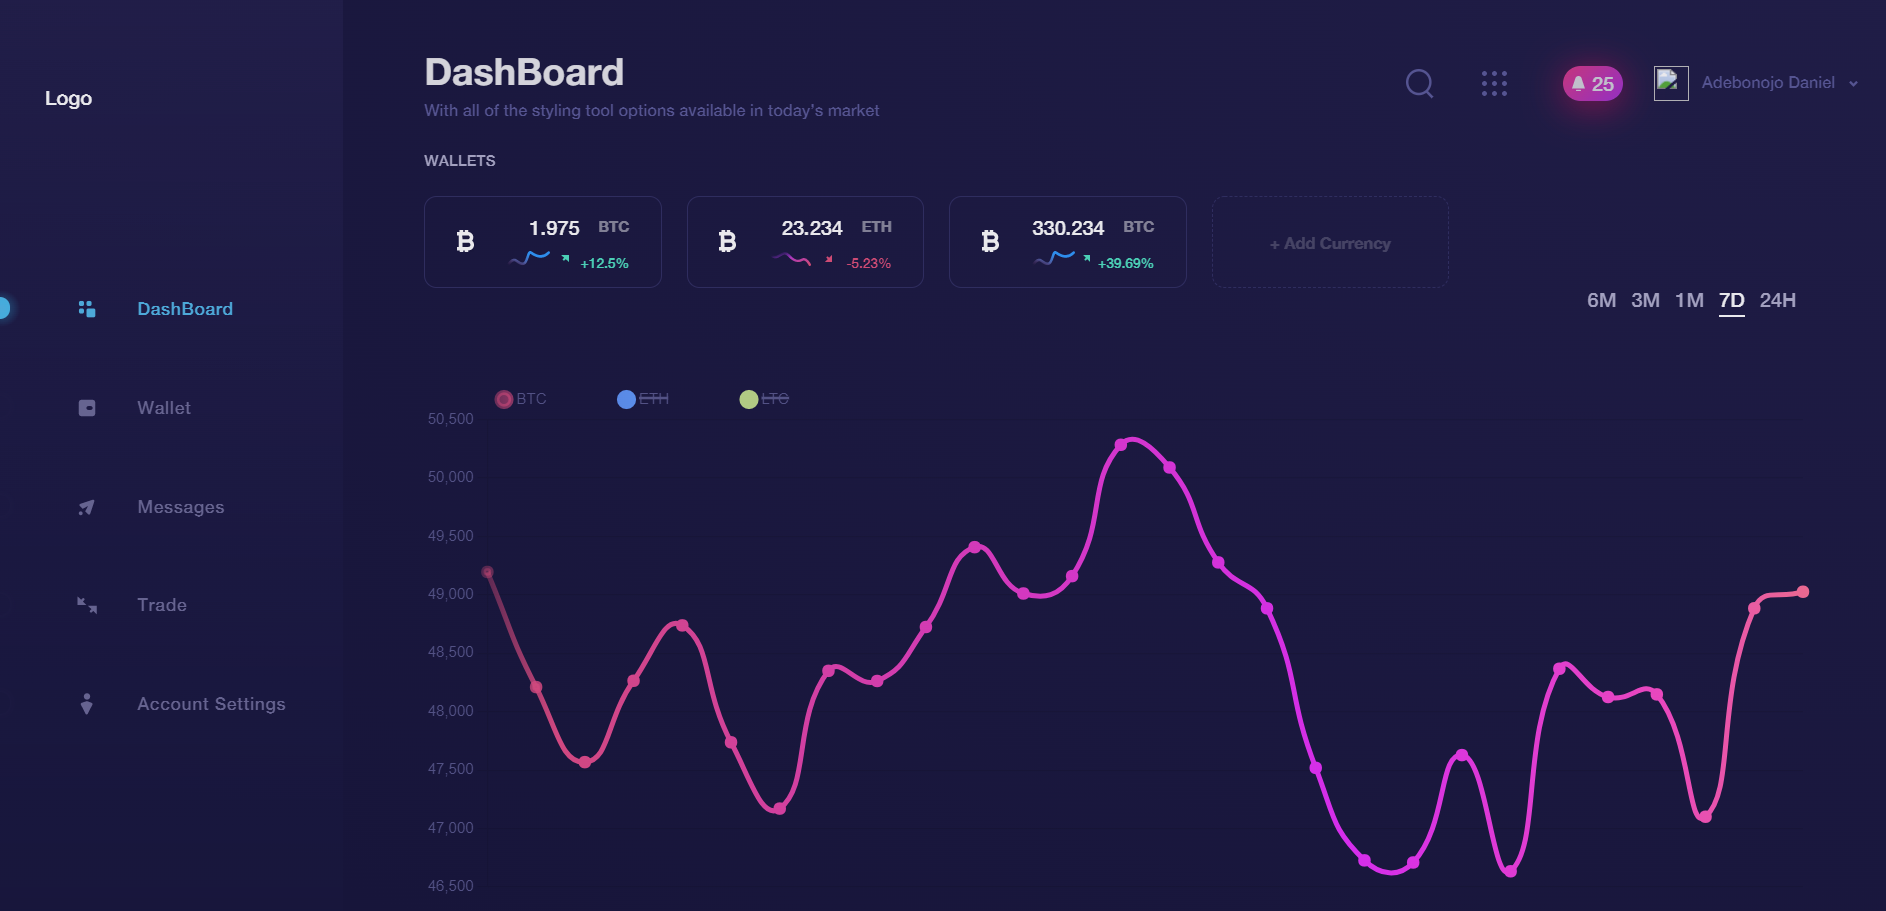 Logo
DashBoard
Wallet
Messages
Trade
Account Settings
DashBoard
With all of the styling tool options available in today's market
25
Adebonojo Daniel
WALLETS
1.975 BTC
+12.5%
23.234 ETH
-5.23%
330.234 BTC
+39.69%
+ Add Currency
6M 3M 1M 7D 24H
BTC ETH LTC
50,500
50,000
49,500
49,000
48,500
48,000
47,500
47,000
46,500